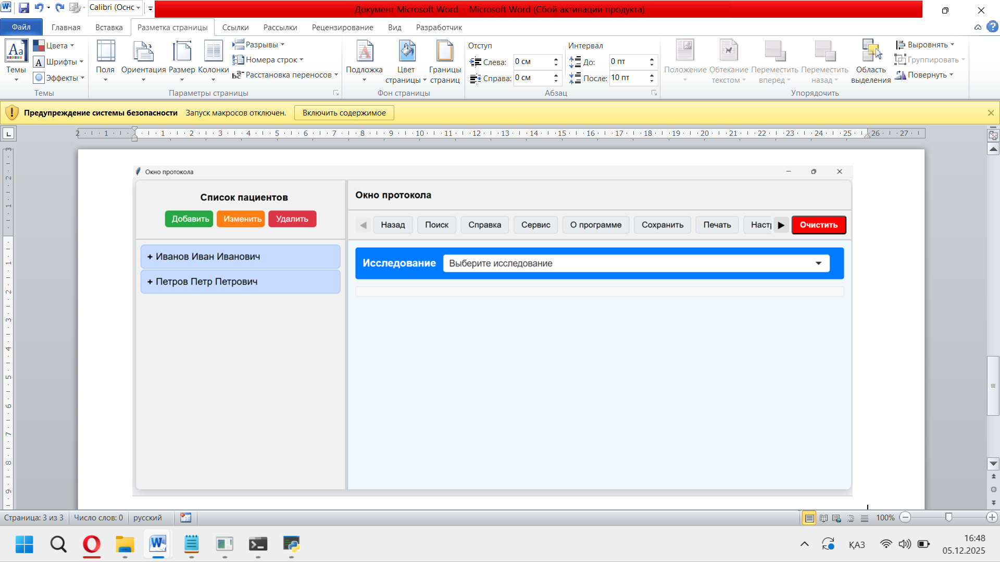 Calibri (Осн
Документ Microsoft Word - Microsoft Word (Сбой активации продукта)
Файл Главная Вставка Разметка страницы Ссылки Рассылки Рецензирование Вид Разработчик
Темы
Цвета
Шрифты
Эффекты
Темы
Поля Ориентация Размер Колонки
Разрывы
Номера строк
Расстановка переносов
Параметры страницы
Подложка
Цвет страницы
Границы страниц
Фон страницы
Отступ
Слева: 0 см
Справа: 0 см
Интервал
До: 0 пт
После: 10 пт
Абзац
Положение
Обтекание текстом
Переместить вперед
Переместить назад
Область выделения
Выровнять
Группировать
Повернуть
Упорядочить
Предупреждение системы безопасности Запуск макросов отключен. Включить содержимое
2 1 1 2 3 4 5 6 7 8 9 10 11 12 13 14 15 16 17 18 19 20 21 22 23 24 25 26 27
3 2 1 1 2 3 4 5 6 7 8 9
Окно протокола
Список пациентов
Добавить Изменить Удалить
+ Иванов Иван Иванович
+ Петров Петр Петрович
Окно протокола
Назад Поиск Справка Сервис О программе Сохранить Печать Наст Очистить
Исследование Выберите исследование
Страница: 3 из 3 Число слов: 0 русский 100%
ҚАЗ
16:48
05.12.2025